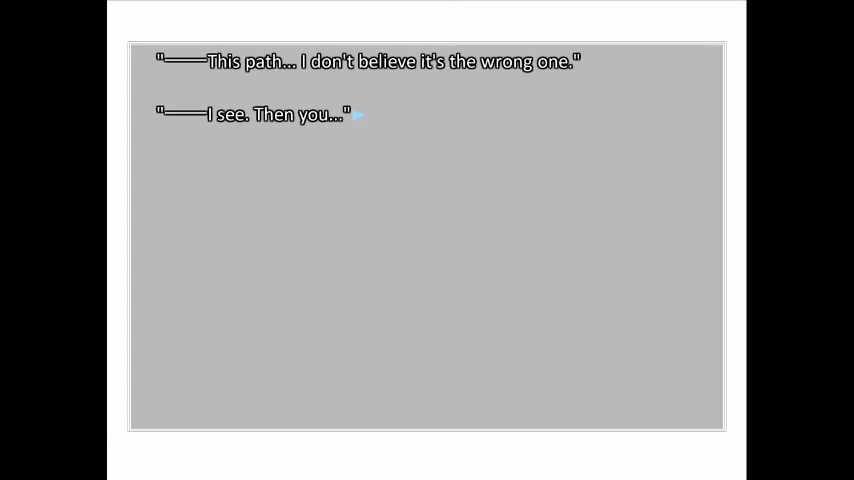 "───This path... I don't believe it's the wrong one."
"───I see. Then you..."